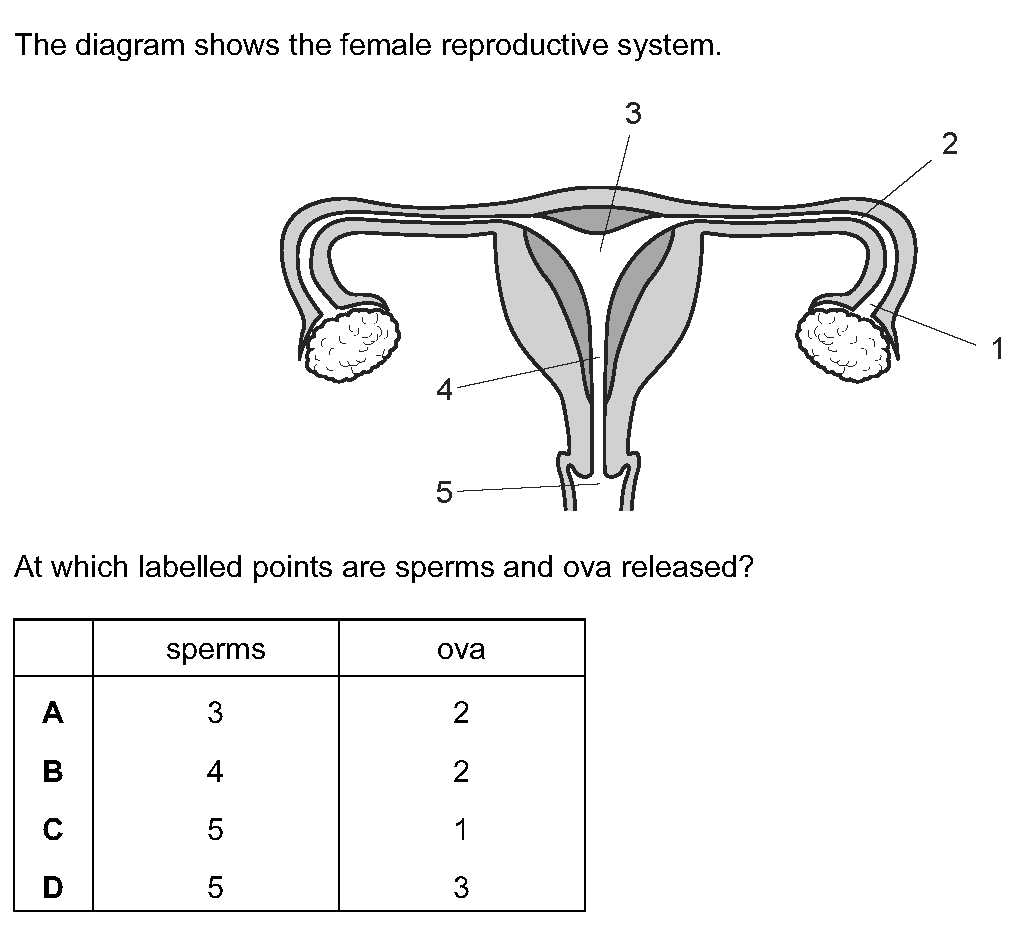 The diagram shows the female reproductive system.
3
2
1
4
5
At which labelled points are sperms and ova released?
sperms ova
A 3 2
B 4 2
C 5 1
D 5 3